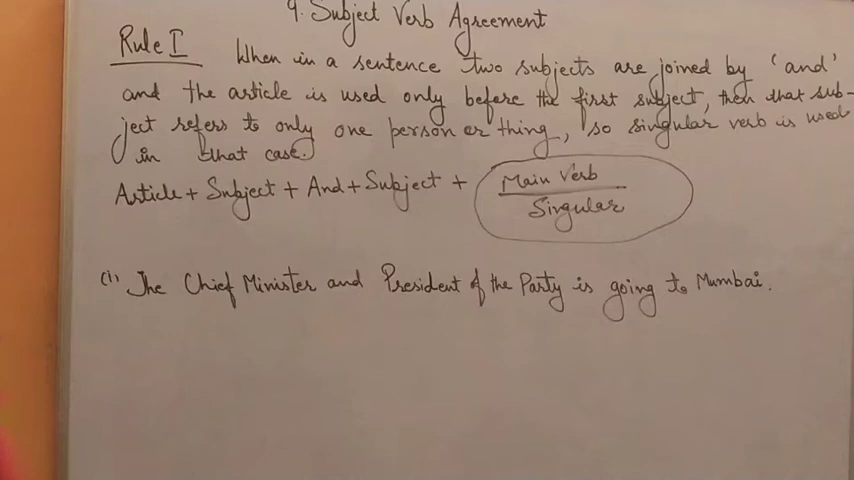 9. Subject Verb Agreement
Rule I When in a sentence two subjects are joined by 'and'
and the article is used only before the first subject, then that sub-
ject refers to only one person or thing, so singular verb is used
in that case.
Article + Subject + And + Subject + Main Verb
Singular
(i) The Chief Minister and President of the Party is going to Mumbai.